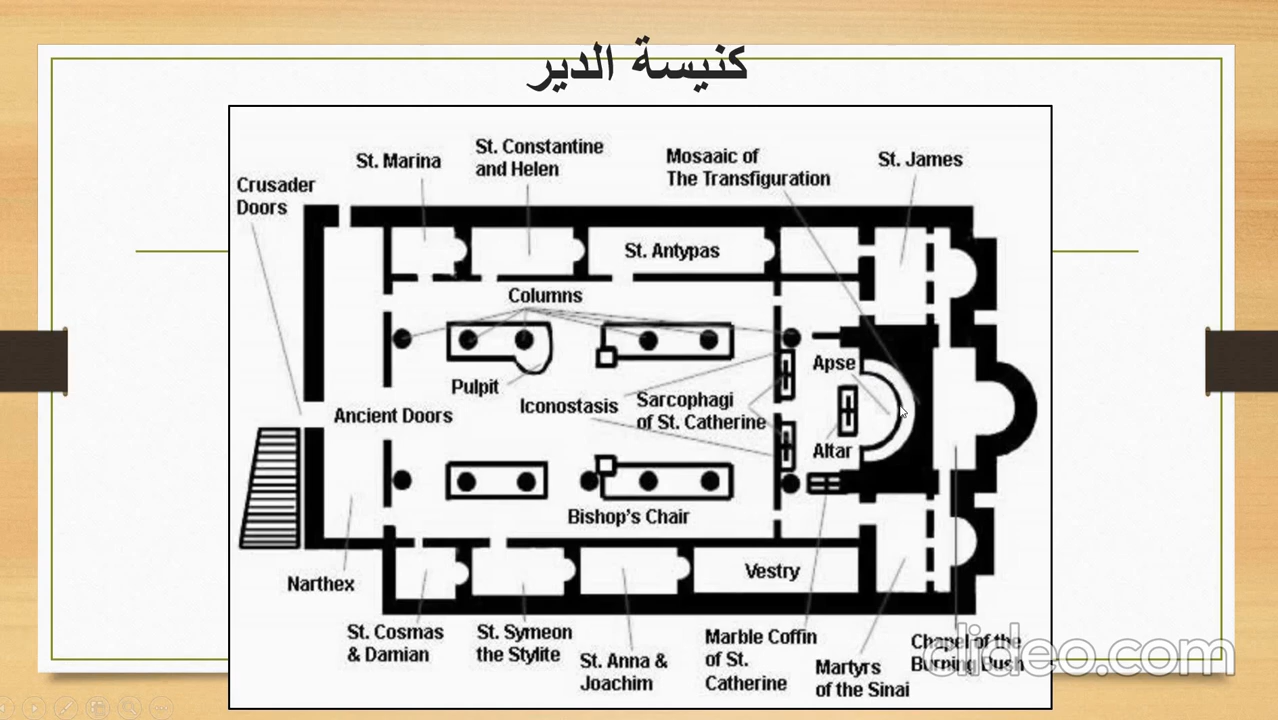 كنيسة الدير
St. Marina
St. Constantine
and Helen
Mosaaic of
The Transfiguration
St. James
Crusader
Doors
St. Antypas
Columns
Pulpit
Apse
Iconostasis
Sarcophagi
of St. Catherine
Ancient Doors
Altar
Bishop's Chair
Narthex
Vestry
St. Cosmas
& Damian
St. Symeon
the Stylite
St. Anna &
Joachim
Marble Coffin
of St.
Catherine
Martyrs
of the Sinai
Chapel of the
Burning Bush
clideo.com